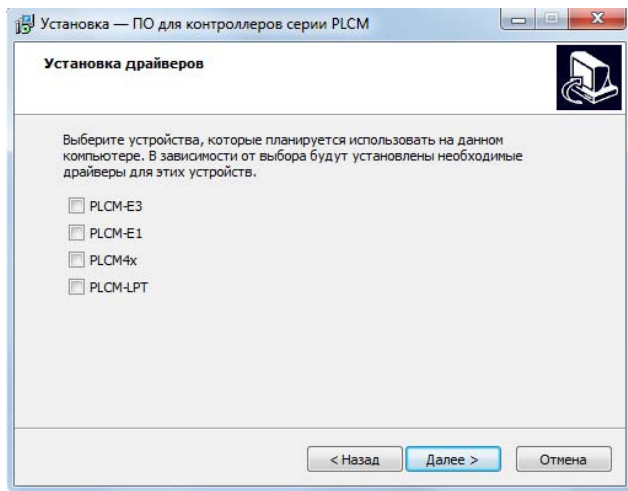 Установка — ПО для контроллеров серии PLCM
Установка драйверов
Выберите устройства, которые планируется использовать на данном
компьютере. В зависимости от выбора будут установлены необходимые
драйверы для этих устройств.
PLCM-E3
PLCM-E1
PLCM4x
PLCM-LPT
< Назад Далее > Отмена